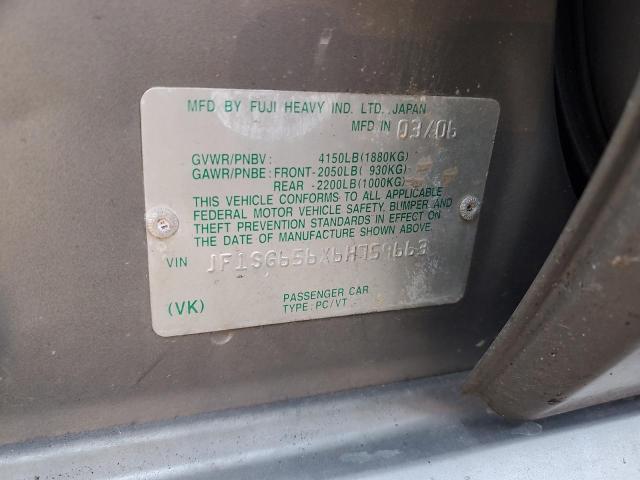 MFD. BY FUJI HEAVY IND. LTD. JAPAN
MFD IN 03/06
GVWR/PNBV: 4150LB(1880KG)
GAWR/PNBE: FRONT-2050LB( 930KG)
REAR -2200LB(1000KG)
THIS VEHICLE CONFORMS TO ALL APPLICABLE
FEDERAL MOTOR VEHICLE SAFETY, BUMPER, AND
THEFT PREVENTION STANDARDS IN EFFECT ON
DATE OF MANUFACTURE SHOWN ABOVE.
VIN JF1SG656X6H759663
(VK) PASSENGER CAR
TYPE: PC/VT